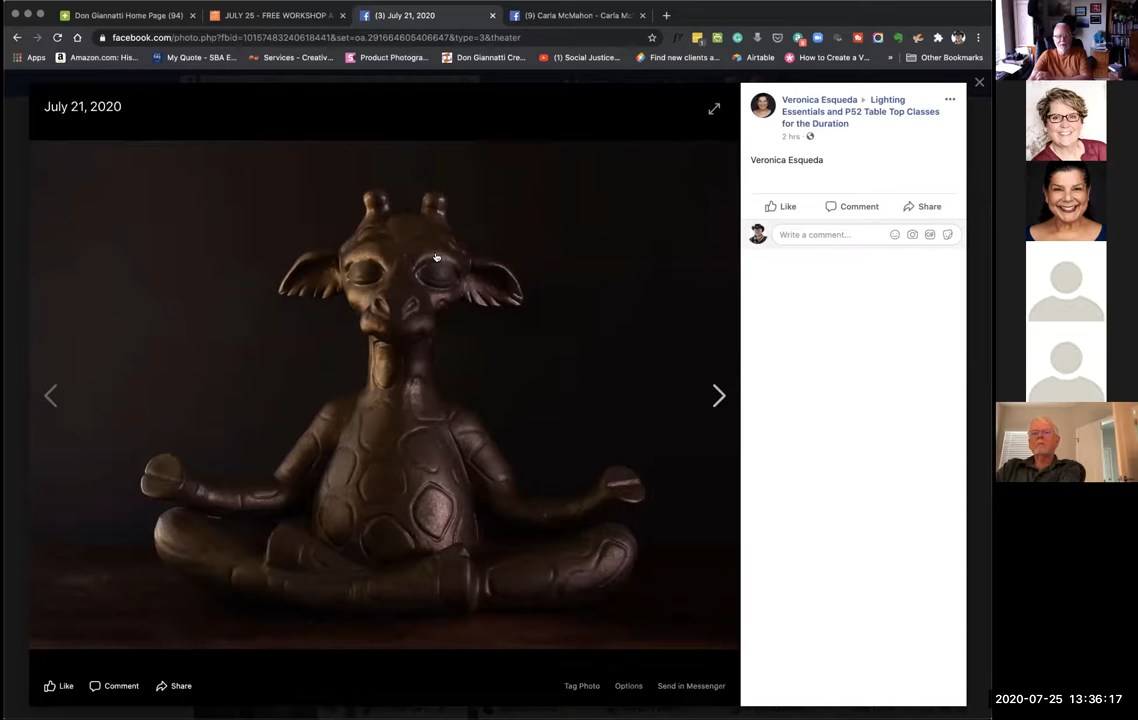 Don Giannatti Home Page (94)
JULY 25 - FREE WORKSHOP A
(3) July 21, 2020
(9) Carla McMahon - Carla Mc
facebook.com/photo.php?fbid=10157483240618441&set=oa.291664605406647&type=3&theater
Apps
Amazon.com: His...
My Quote - SBA E...
Services - Creativ...
Product Photogra...
Don Giannatti Cre...
(1) Social Justice...
Find new clients a...
Airtable
How to Create a V...
»
Other Bookmarks
July 21, 2020
Veronica Esqueda ▸ Lighting
Essentials and P52 Table Top Classes
for the Duration
2 hrs ·
Veronica Esqueda
Like
Comment
Share
Write a comment...
Like
Comment
Share
Tag Photo
Options
Send in Messenger
2020-07-25 13:36:17